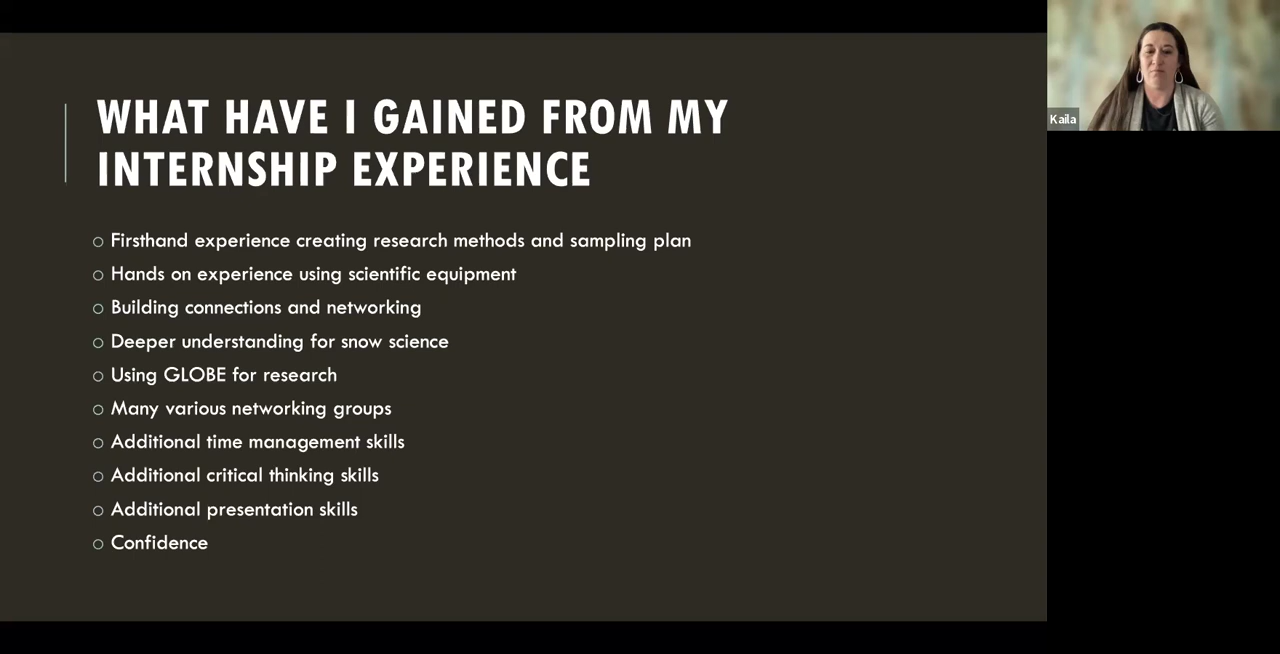 WHAT HAVE I GAINED FROM MY
INTERNSHIP EXPERIENCE
Firsthand experience creating research methods and sampling plan
Hands on experience using scientific equipment
Building connections and networking
Deeper understanding for snow science
Using GLOBE for research
Many various networking groups
Additional time management skills
Additional critical thinking skills
Additional presentation skills
Confidence
Kaila